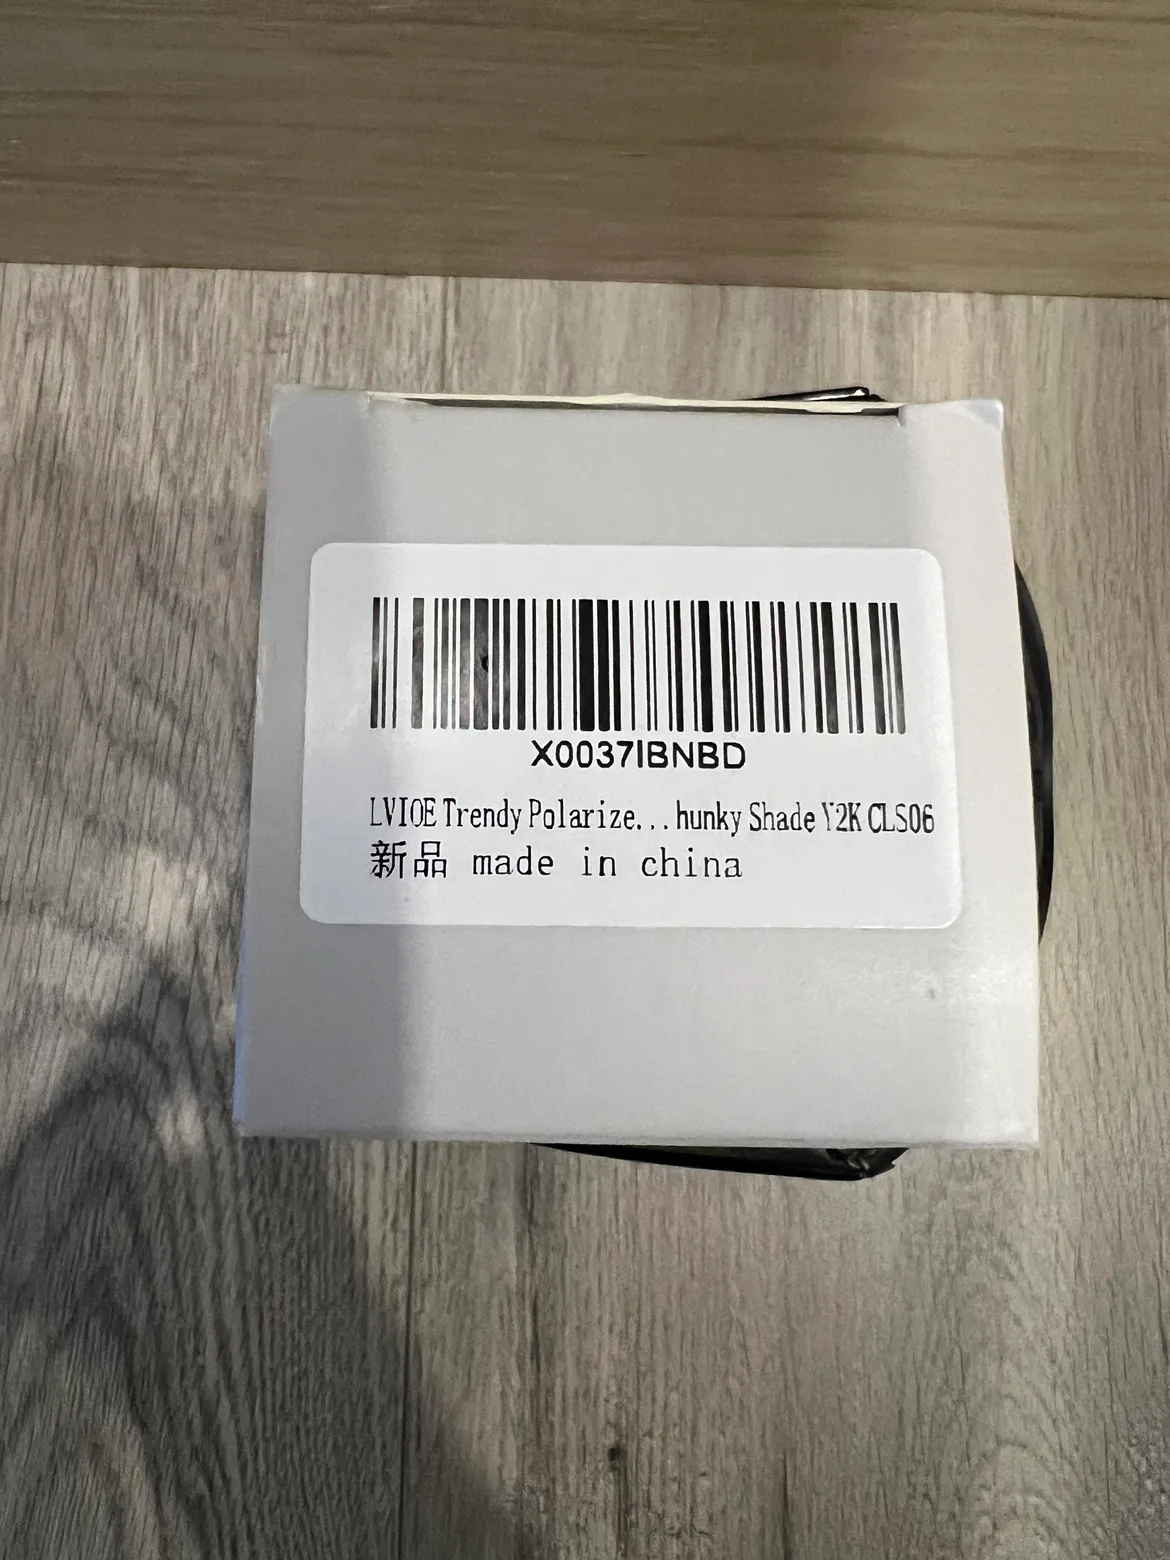 X0037IBNBD
LVIOE Trendy Polarize...hunky Shade Y2K CLS06
新品 made in china